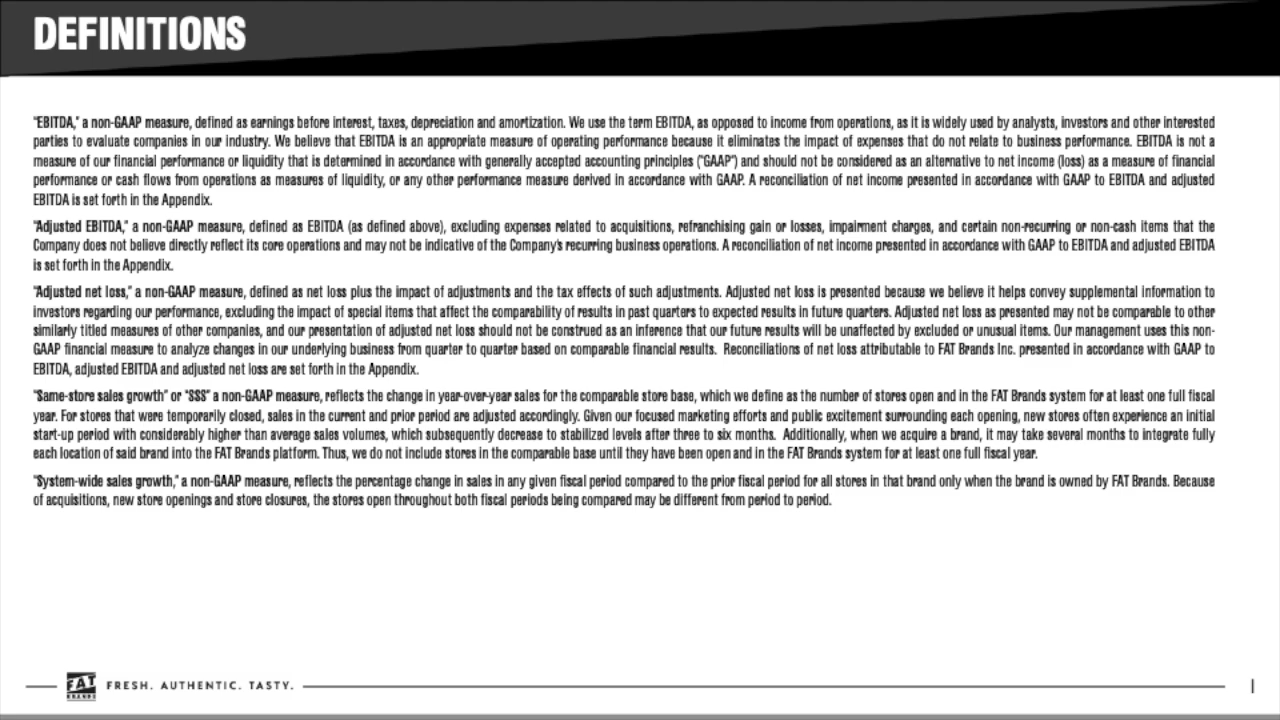 DEFINITIONS
"EBITDA," a non-GAAP measure, defined as earnings before interest, taxes, depreciation and amortization. We use the term EBITDA, as opposed to income from operations, as it is widely used by analysts, investors and other interested
parties to evaluate companies in our industry. We believe that EBITDA is an appropriate measure of operating performance because it eliminates the impact of expenses that do not relate to business performance. EBITDA is not a
measure of our financial performance or liquidity that is determined in accordance with generally accepted accounting principles ("GAAP") and should not be considered as an alternative to net income (loss) as a measure of financial
performance or cash flows from operations as measures of liquidity, or any other performance measure derived in accordance with GAAP. A reconciliation of net income presented in accordance with GAAP to EBITDA and adjusted
EBITDA is set forth in the Appendix.
"Adjusted EBITDA," a non-GAAP measure, defined as EBITDA (as defined above), excluding expenses related to acquisitions, refranchising gain or losses, impairment charges, and certain non-recurring or non-cash items that the
Company does not believe directly reflect its core operations and may not be indicative of the Company's recurring business operations. A reconciliation of net income presented in accordance with GAAP to EBITDA and adjusted EBITDA
is set forth in the Appendix.
"Adjusted net loss," a non-GAAP measure, defined as net loss plus the impact of adjustments and the tax effects of such adjustments. Adjusted net loss is presented because we believe it helps convey supplemental information to
investors regarding our performance, excluding the impact of special items that affect the comparability of results in past quarters to expected results in future quarters. Adjusted net loss as presented may not be comparable to other
similarly titled measures of other companies, and our presentation of adjusted net loss should not be construed as an inference that our future results will be unaffected by excluded or unusual items. Our management uses this non-
GAAP financial measure to analyze changes in our underlying business from quarter to quarter based on comparable financial results. Reconciliations of net loss attributable to FAT Brands Inc. presented in accordance with GAAP to
EBITDA, adjusted EBITDA and adjusted net loss are set forth in the Appendix.
"Same-store sales growth" or "SSS" a non-GAAP measure, reflects the change in year-over-year sales for the comparable store base, which we define as the number of stores open and in the FAT Brands system for at least one full fiscal
year. For stores that were temporarily closed, sales in the current and prior period are adjusted accordingly. Given our focused marketing efforts and public excitement surrounding each opening, new stores often experience an initial
start-up period with considerably higher than average sales volumes, which subsequently decrease to stabilized levels after three to six months. Additionally, when we acquire a brand, it may take several months to integrate fully
each location of said brand into the FAT Brands platform. Thus, we do not include stores in the comparable base until they have been open and in the FAT Brands system for at least one full fiscal year.
"System-wide sales growth," a non-GAAP measure, reflects the percentage change in sales in any given fiscal period compared to the prior fiscal period for all stores in that brand only when the brand is owned by FAT Brands. Because
of acquisitions, new store openings and store closures, the stores open throughout both fiscal periods being compared may be different from period to period.
FAT
BRANDS
FRESH. AUTHENTIC. TASTY.